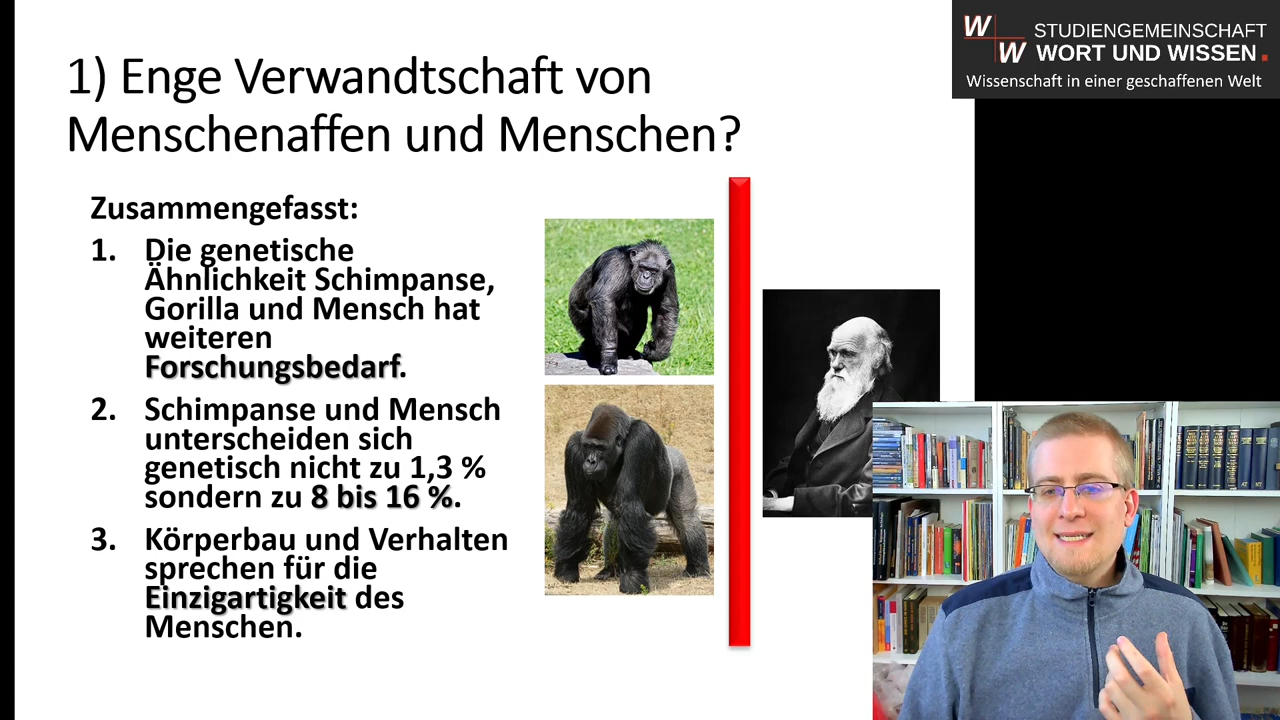 W
W
STUDIENGEMEINSCHAFT
WORT UND WISSEN.
Wissenschaft in einer geschaffenen Welt
1) Enge Verwandtschaft von
Menschenaffen und Menschen?
Zusammengefasst:
1. Die genetische
Ähnlichkeit Schimpanse,
Gorilla und Mensch hat
weiteren
Forschungsbedarf.
2. Schimpanse und Mensch
unterscheiden sich
genetisch nicht zu 1,3 %
sondern zu 8 bis 16 %.
3. Körperbau und Verhalten
sprechen für die
Einzigartigkeit des
Menschen.